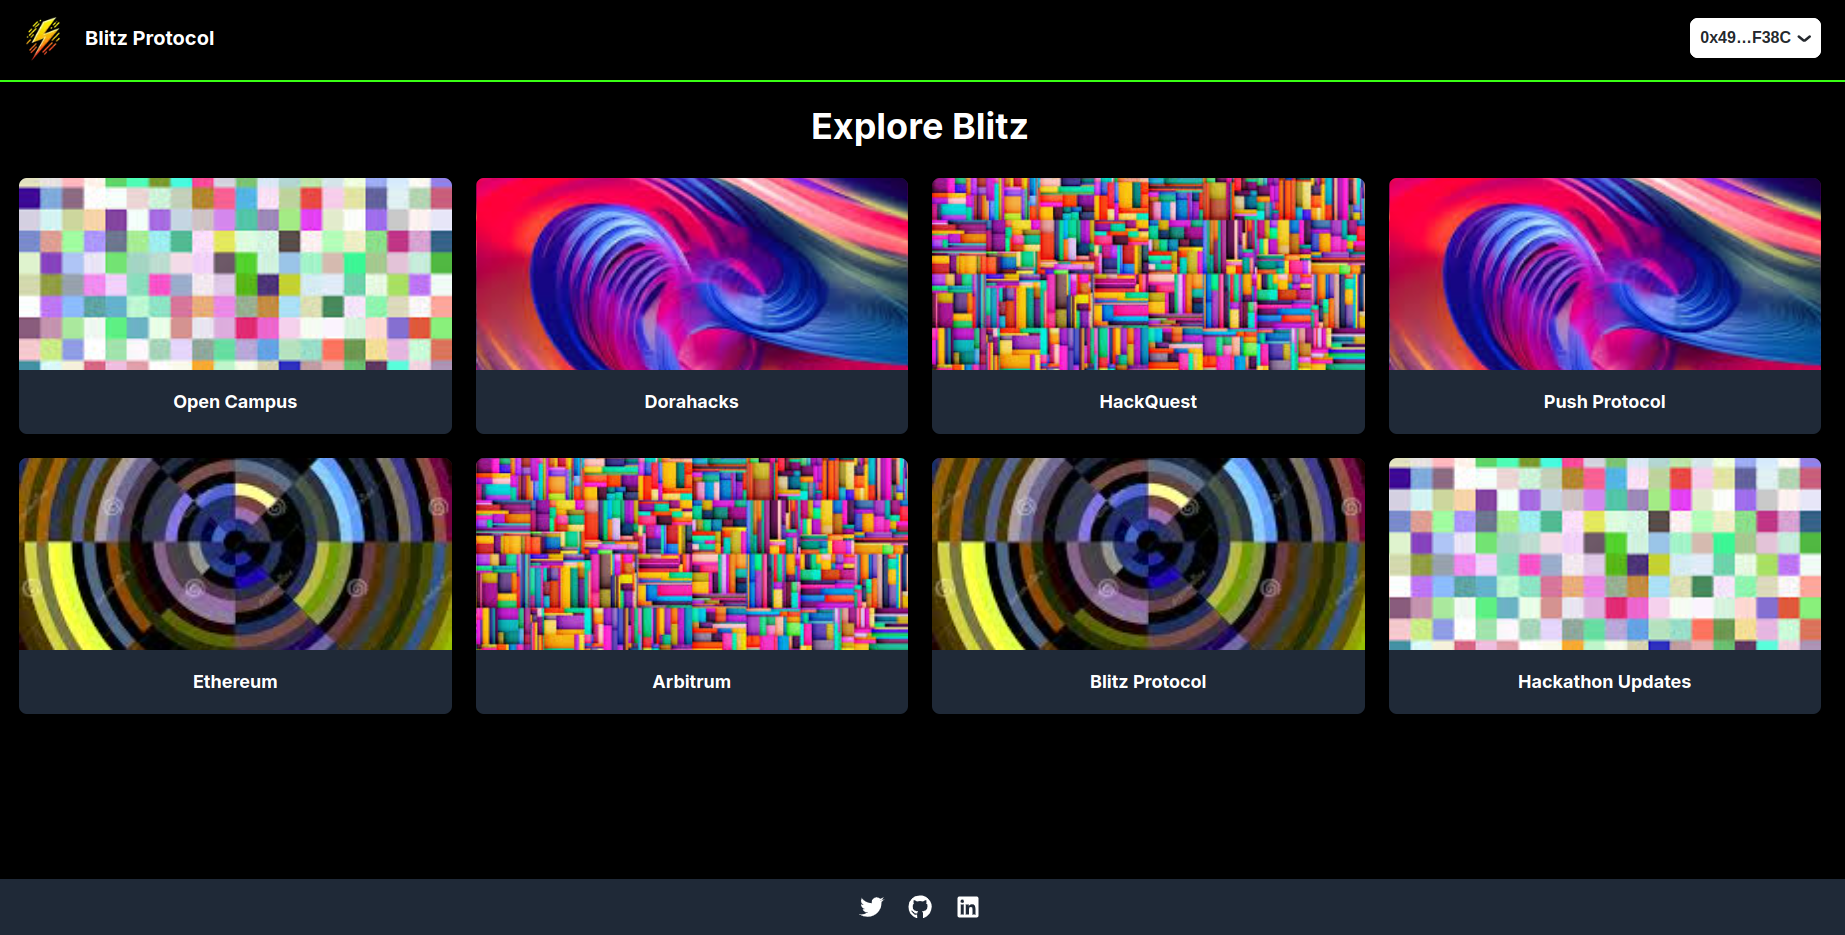 Blitz Protocol
0x49...F38C
Explore Blitz
Open Campus
Dorahacks
HackQuest
Push Protocol
Ethereum
Arbitrum
Blitz Protocol
Hackathon Updates